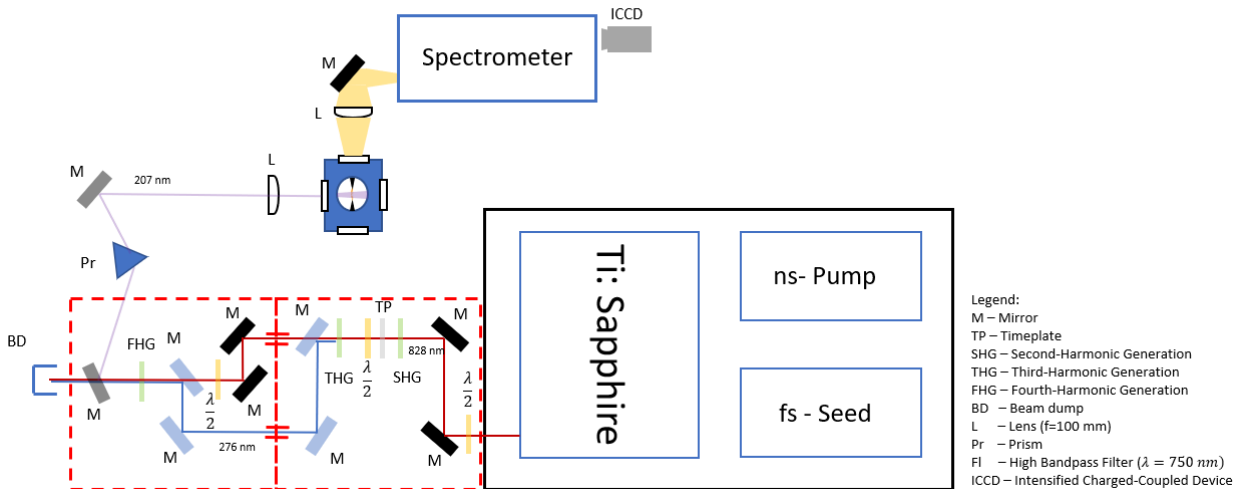 ICCD
Spectrometer
M
L
M
207 nm
L
Pr
Ti: Sapphire
ns- Pump
fs - Seed
BD
FHG
M
M
M
TP
M
828 nm
THG
λ/2
SHG
λ/2
M
λ/2
M
M
276 nm
M
M
Legend:
M – Mirror
TP – Timeplate
SHG – Second-Harmonic Generation
THG – Third-Harmonic Generation
FHG – Fourth-Harmonic Generation
BD – Beam dump
L – Lens (f=100 mm)
Pr – Prism
Fl – High Bandpass Filter (λ = 750 nm)
ICCD – Intensified Charged-Coupled Device